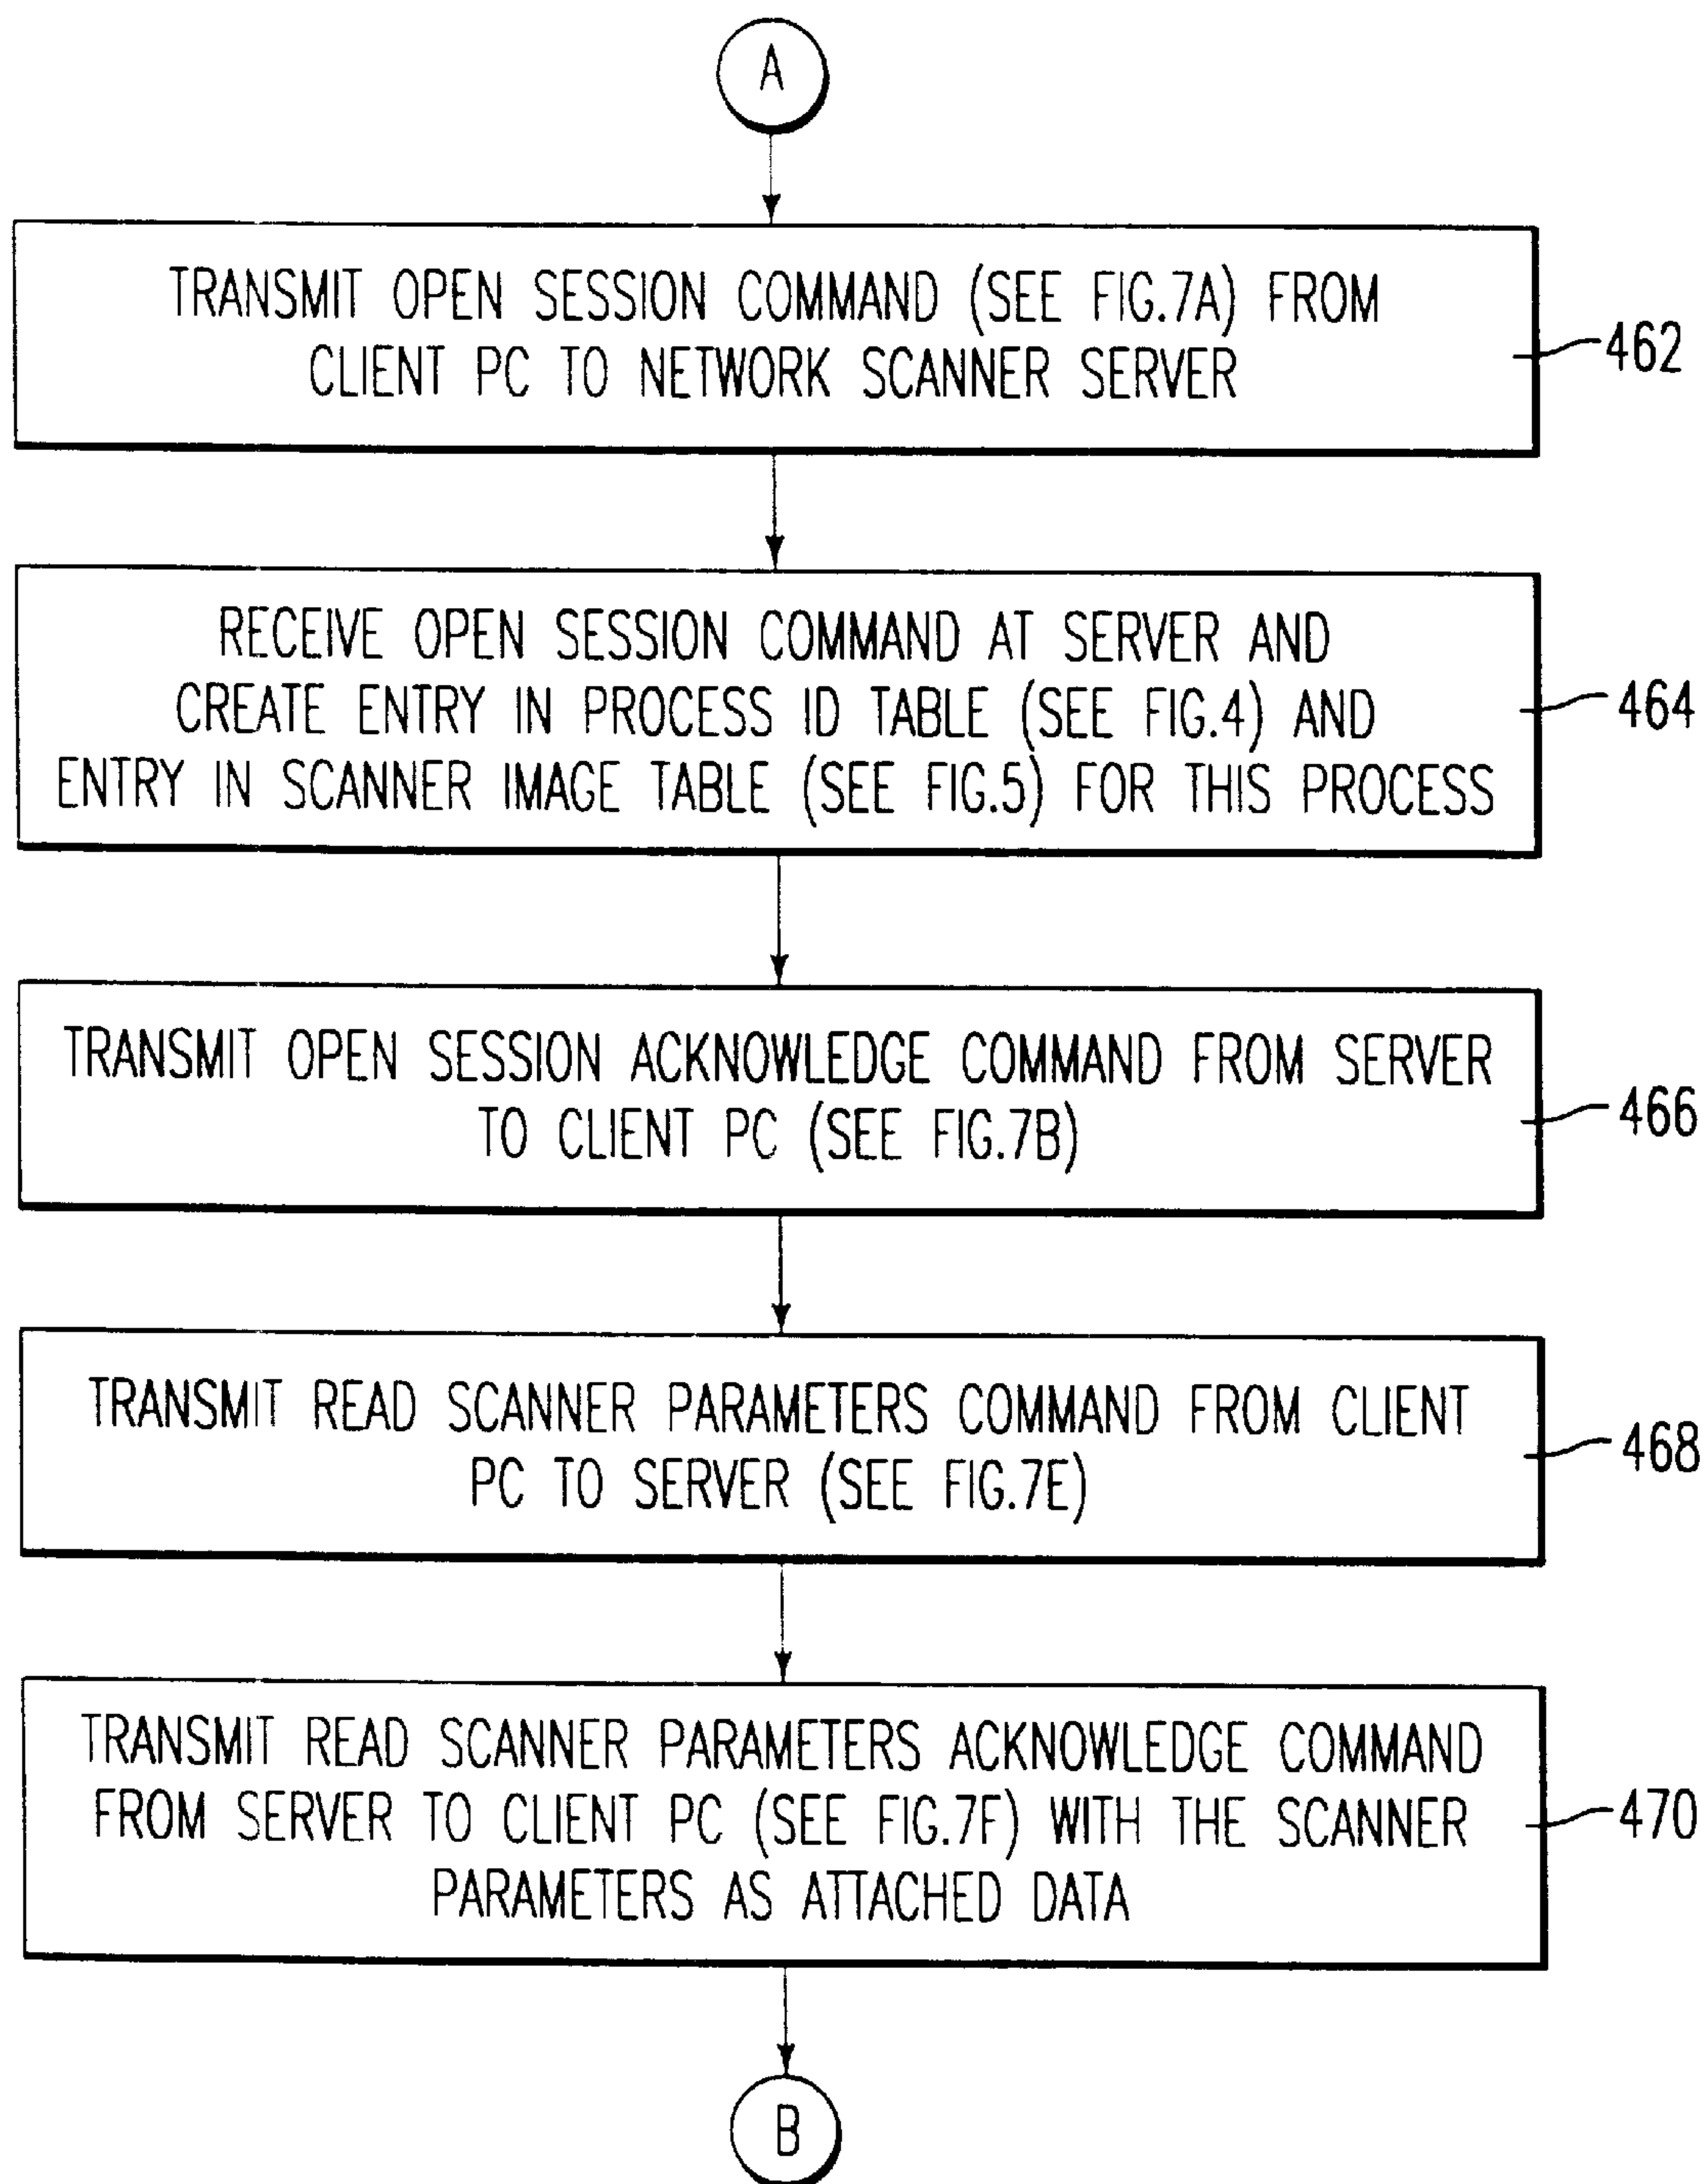 A
TRANSMIT OPEN SESSION COMMAND (SEE FIG.7A) FROM
CLIENT PC TO NETWORK SCANNER SERVER
462
RECEIVE OPEN SESSION COMMAND AT SERVER AND
CREATE ENTRY IN PROCESS ID TABLE (SEE FIG.4) AND
ENTRY IN SCANNER IMAGE TABLE (SEE FIG.5) FOR THIS PROCESS
464
TRANSMIT OPEN SESSION ACKNOWLEDGE COMMAND FROM SERVER
TO CLIENT PC (SEE FIG.7B)
466
TRANSMIT READ SCANNER PARAMETERS COMMAND FROM CLIENT
PC TO SERVER (SEE FIG.7E)
468
TRANSMIT READ SCANNER PARAMETERS ACKNOWLEDGE COMMAND
FROM SERVER TO CLIENT PC (SEE FIG.7F) WITH THE SCANNER
PARAMETERS AS ATTACHED DATA
470
B